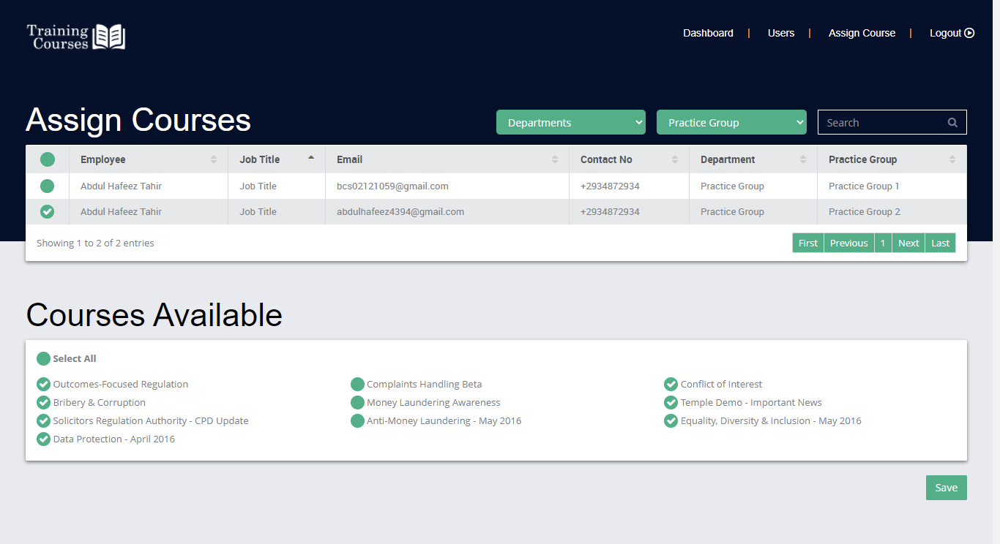 Training
Courses
Dashboard | Users | Assign Course | Logout
Assign Courses
Departments
Practice Group
Search
Employee Job Title Email Contact No Department Practice Group
Abdul Hafeez Tahir Job Title bcs02121059@gmail.com +2934872934 Practice Group Practice Group 1
Abdul Hafeez Tahir Job Title abdulhafeez4394@gmail.com +2934872934 Practice Group Practice Group 2
Showing 1 to 2 of 2 entries
First Previous 1 Next Last
Courses Available
Select All
Outcomes-Focused Regulation Complaints Handling Beta Conflict of Interest
Bribery & Corruption Money Laundering Awareness Temple Demo - Important News
Solicitors Regulation Authority - CPD Update Anti-Money Laundering - May 2016 Equality, Diversity & Inclusion - May 2016
Data Protection - April 2016
Save